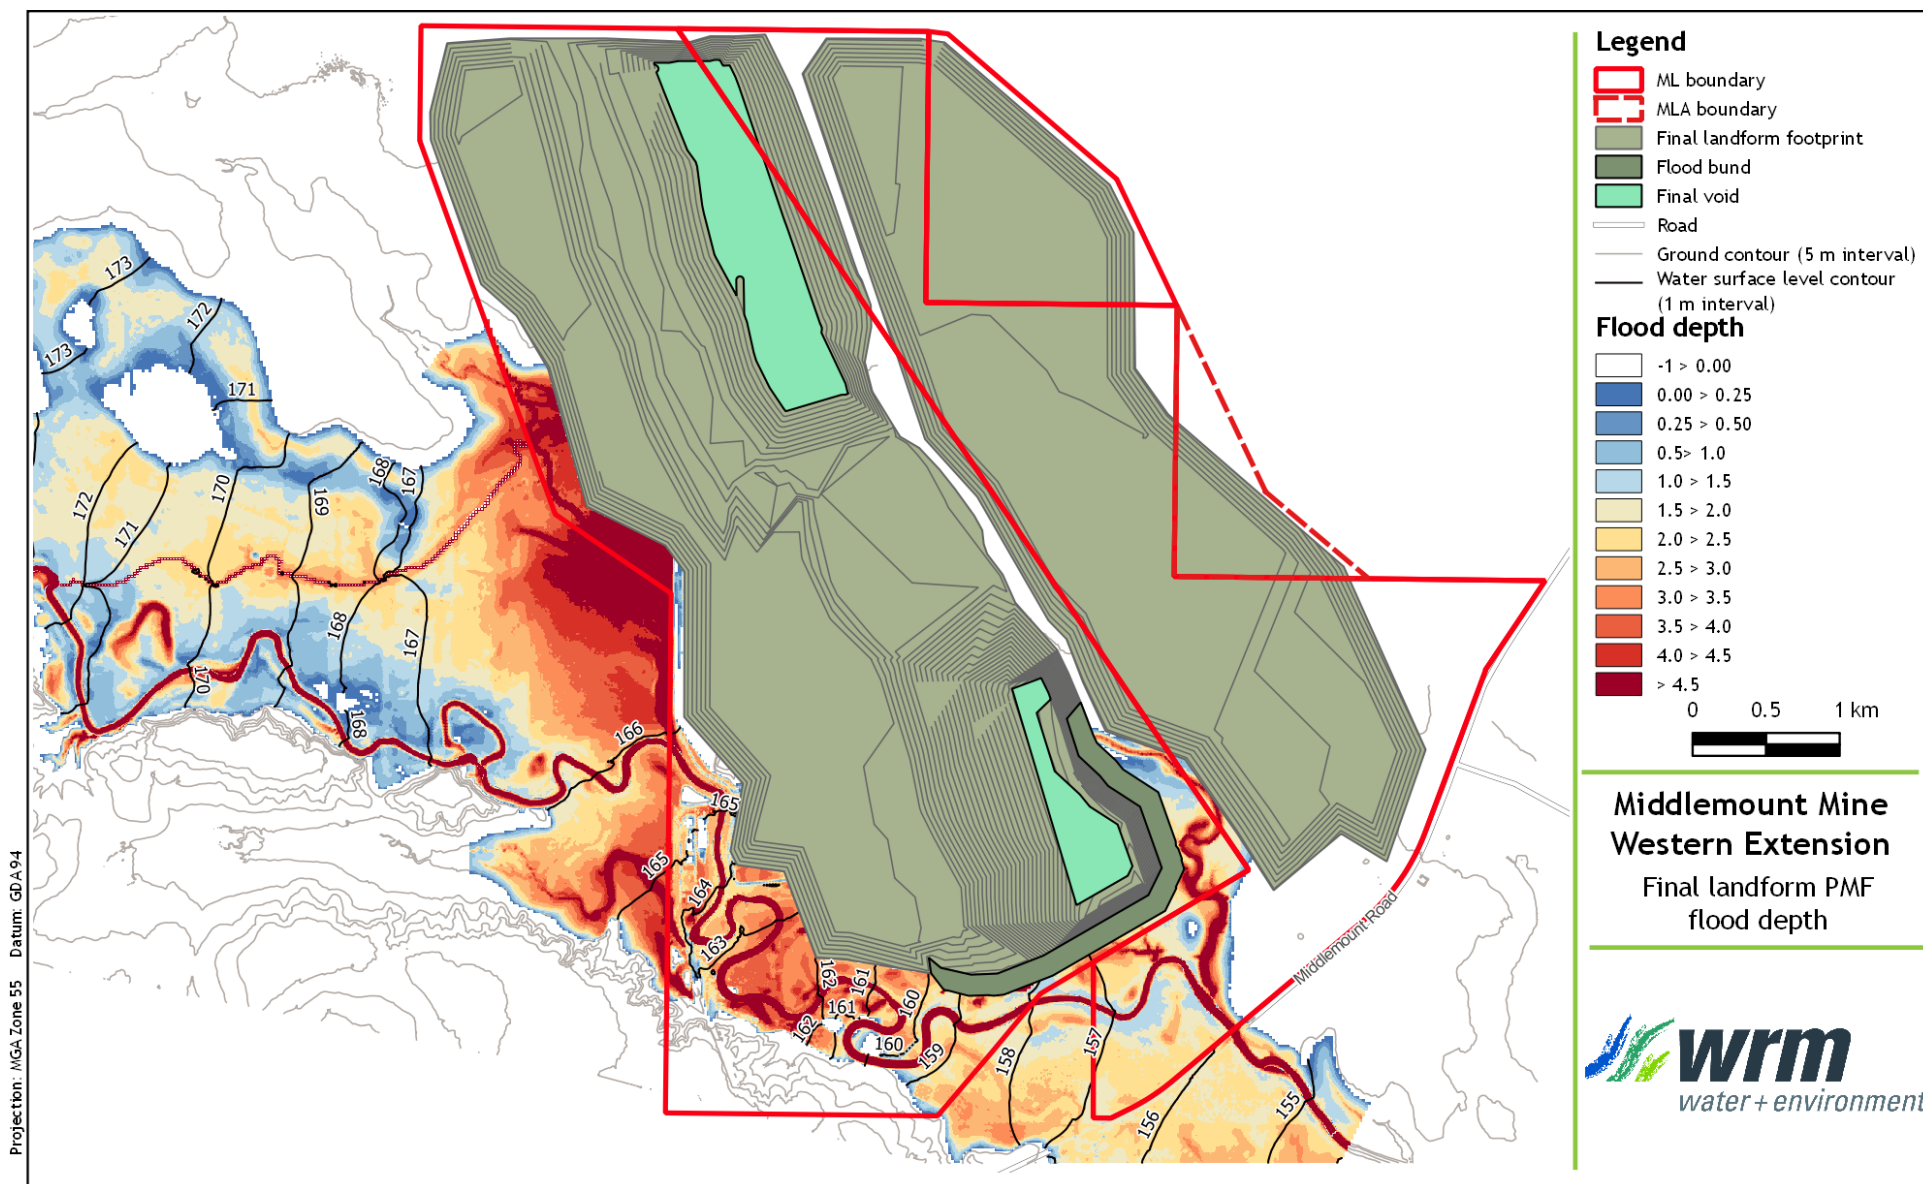 Legend
ML boundary
MLA boundary
Final landform footprint
Flood bund
Final void
Road
Ground contour (5 m interval)
Water surface level contour
(1 m interval)
Flood depth
-1 > 0.00
0.00 > 0.25
0.25 > 0.50
0.5> 1.0
1.0 > 1.5
1.5 > 2.0
2.0 > 2.5
2.5 > 3.0
3.0 > 3.5
3.5 > 4.0
4.0 > 4.5
> 4.5
0 0.5 1 km
Middlemount Mine
Western Extension
Final landform PMF
flood depth
wrm
water + environment
Projection: MGA Zone 55 Datum: GDA94
173
172
173
171
168
167
170
169
172
171
168
167
170
168
166
165
165
164
163
162
161
161
160
162
160
159
158
157
156
155
Middlemount Road